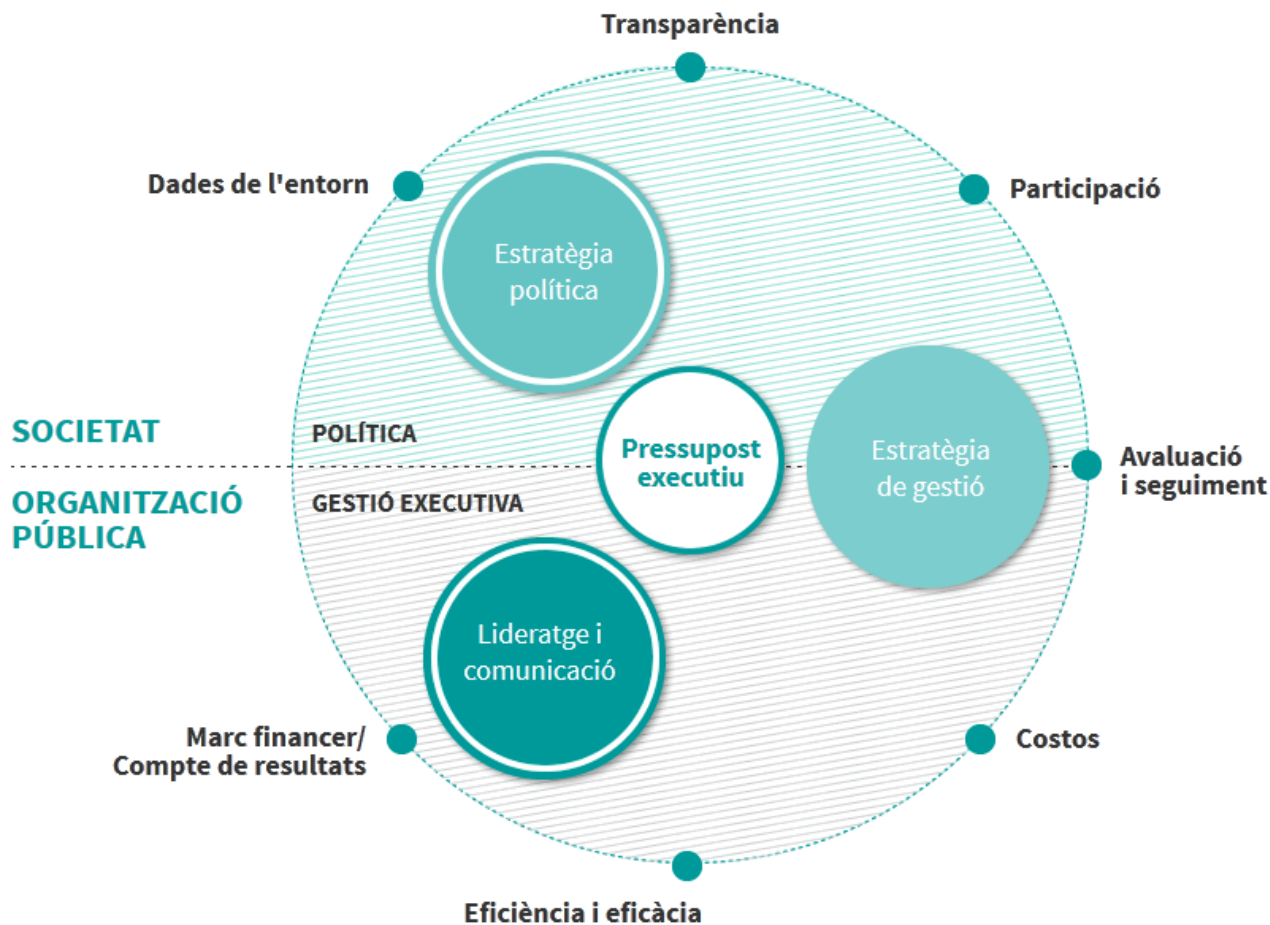 Transparència
Dades de l'entorn
Participació
Estratègia
política
SOCIETAT
POLÍTICA
Pressupost
executiu
Estratègia
de gestió
Avaluació
i seguiment
ORGANITZACIÓ
PÚBLICA
GESTIÓ EXECUTIVA
Lideratge i
comunicació
Marc financer/
Compte de resultats
Costos
Eficiència i eficàcia